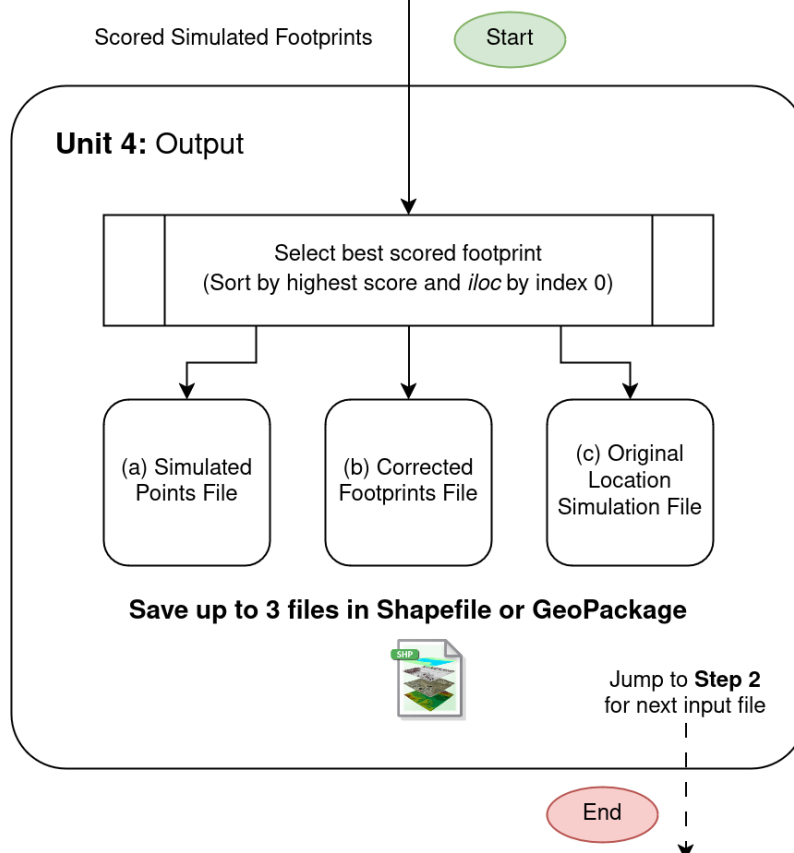 Scored Simulated Footprints
Start
Unit 4: Output
Select best scored footprint
(Sort by highest score and iloc by index 0)
(a) Simulated
Points File
(b) Corrected
Footprints File
(c) Original
Location
Simulation File
Save up to 3 files in Shapefile or GeoPackage
SHP
Jump to Step 2
for next input file
End